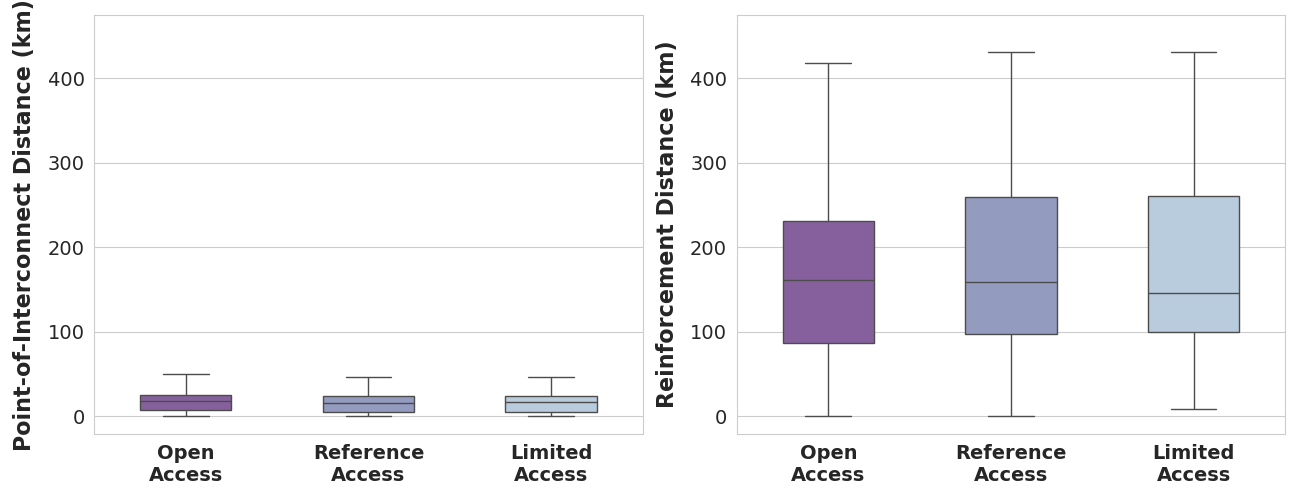 Point-of-Interconnect Distance (km)
400
300
200
100
0
Open
Access
Reference
Access
Limited
Access
Reinforcement Distance (km)
400
300
200
100
0
Open
Access
Reference
Access
Limited
Access